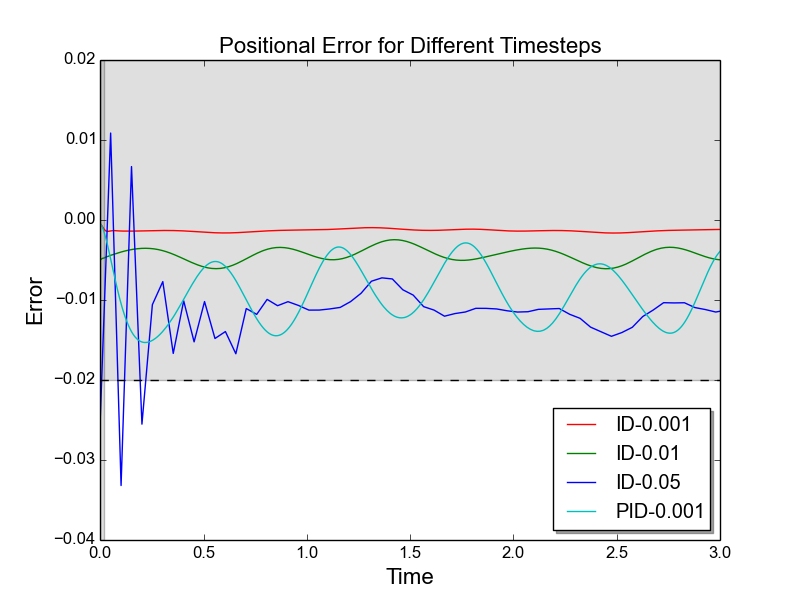 Positional Error for Different Timesteps
0.02
0.01
0.00
−0.01
−0.02
−0.03
−0.04
Error
0.0 0.5 1.0 1.5 2.0 2.5 3.0
Time
ID-0.001
ID-0.01
ID-0.05
PID-0.001